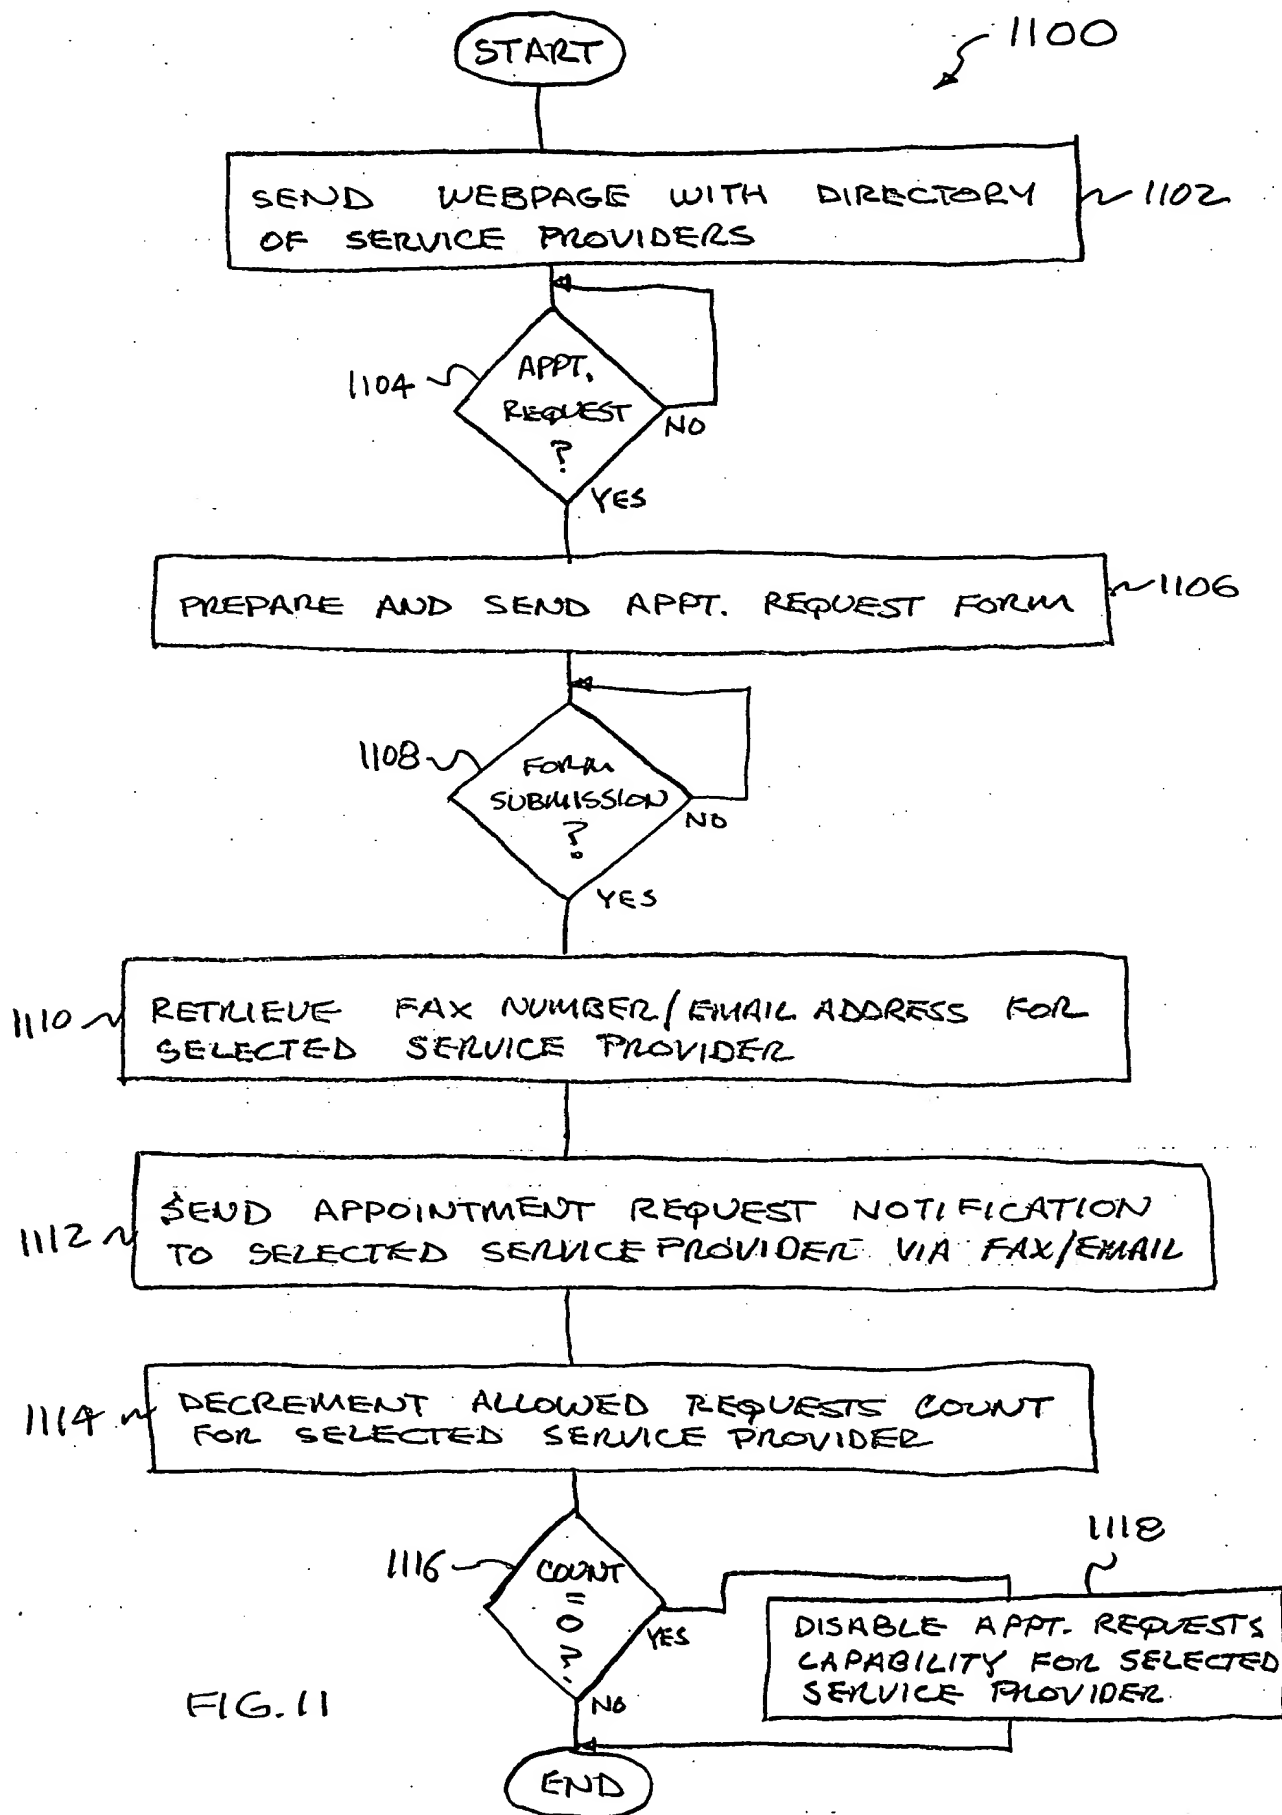 START
1100
SEND WEBPAGE WITH DIRECTORY
OF SERVICE PROVIDERS
1102
1104
APPT.
REQUEST
?
NO
YES
PREPARE AND SEND APPT. REQUEST FORM
1106
1108
FORM
SUBMISSION
?
NO
YES
1110
RETRIEVE FAX NUMBER/EMAIL ADDRESS FOR
SELECTED SERVICE PROVIDER
1112
SEND APPOINTMENT REQUEST NOTIFICATION
TO SELECTED SERVICE PROVIDER VIA FAX/EMAIL
1114
DECREMENT ALLOWED REQUESTS COUNT
FOR SELECTED SERVICE PROVIDER
1116
COUNT
=
0
?
YES
NO
1118
DISABLE APPT. REQUESTS
CAPABILITY FOR SELECTED
SERVICE PROVIDER
FIG. 11
END